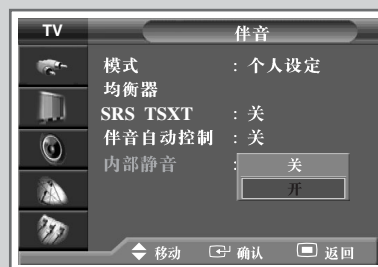 TV 伴音
模式 : 个人设定
均衡器
SRS TSXT : 关
伴音自动控制 : 关
内部静音 : 关
开
移动 确认 返回